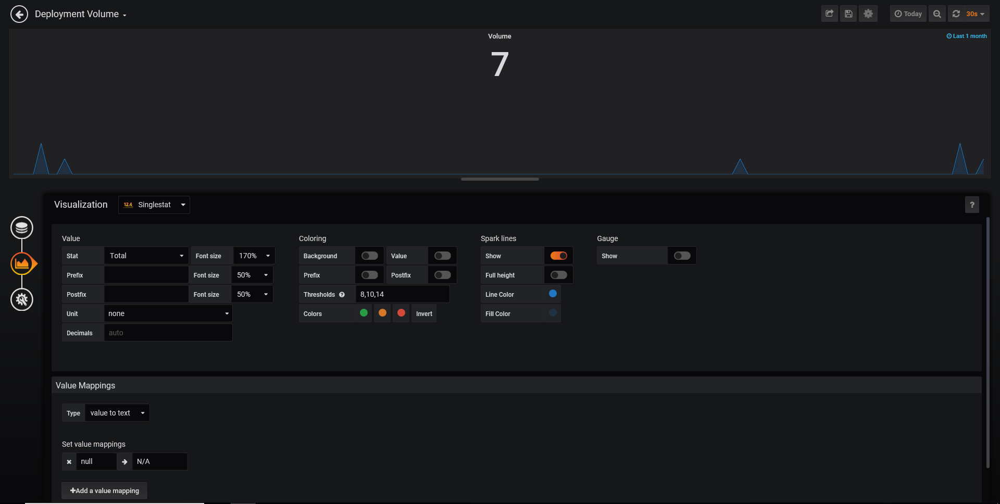 Deployment Volume
Today
30s
Volume
Last 1 month
7
Visualization
12.4 Singlestat
?
Value
Coloring
Spark lines
Gauge
Stat Total Font size 170%
Background Value
Show
Show
Prefix Font size 50%
Prefix Postfix
Full height
Postfix Font size 50%
Thresholds ? 8,10,14
Line Color
Unit none
Colors Invert
Fill Color
Decimals auto
Value Mappings
Type value to text
Set value mappings
null N/A
Add a value mapping